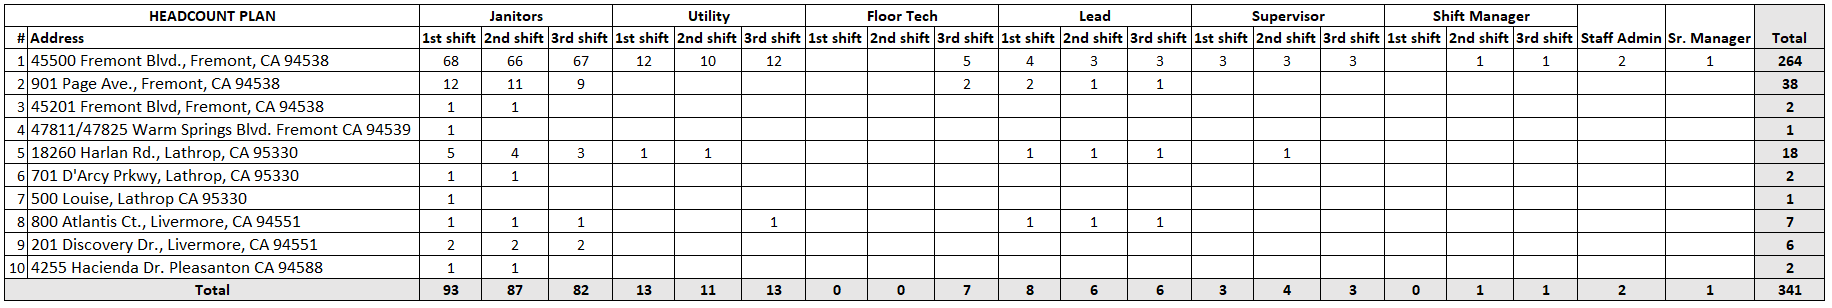 HEADCOUNT PLAN Janitors Utility Floor Tech Lead Supervisor Shift Manager
# Address 1st shift 2nd shift 3rd shift 1st shift 2nd shift 3rd shift 1st shift 2nd shift 3rd shift 1st shift 2nd shift 3rd shift 1st shift 2nd shift 3rd shift 1st shift 2nd shift 3rd shift Staff Admin Sr. Manager Total
1 45500 Fremont Blvd., Fremont, CA 94538 68 66 67 12 10 12 5 4 3 3 3 3 3 1 1 2 1 264
2 901 Page Ave., Fremont, CA 94538 12 11 9 2 2 1 1 38
3 45201 Fremont Blvd, Fremont, CA 94538 1 1 2
4 47811/47825 Warm Springs Blvd. Fremont CA 94539 1 1
5 18260 Harlan Rd., Lathrop, CA 95330 5 4 3 1 1 1 1 1 1 18
6 701 D'Arcy Prkwy, Lathrop, CA 95330 1 1 2
7 500 Louise, Lathrop CA 95330 1 1
8 800 Atlantis Ct., Livermore, CA 94551 1 1 1 1 1 1 1 7
9 201 Discovery Dr., Livermore, CA 94551 2 2 2 6
10 4255 Hacienda Dr. Pleasanton CA 94588 1 1 2
Total 93 87 82 13 11 13 0 0 7 8 6 6 3 4 3 0 1 1 2 1 341